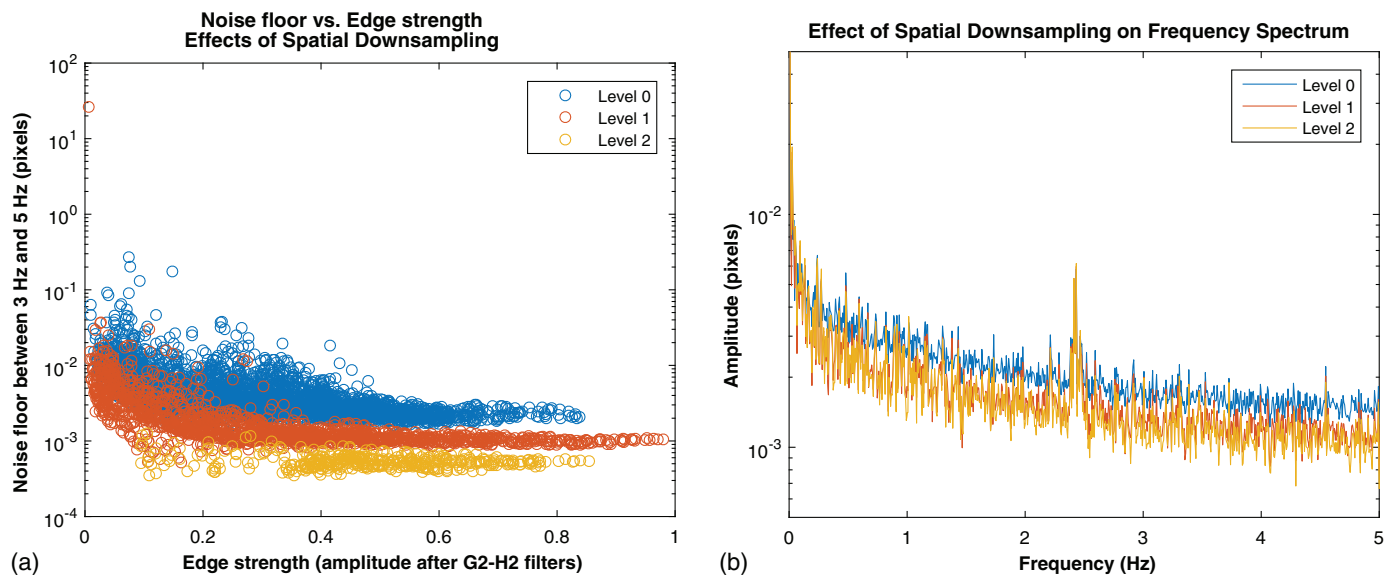 Noise floor vs. Edge strength
Effects of Spatial Downsampling
10^2
10^1
10^0
10^-1
10^-2
10^-3
10^-4
Noise floor between 3 Hz and 5 Hz (pixels)
Level 0
Level 1
Level 2
0 0.2 0.4 0.6 0.8 1
Edge strength (amplitude after G2-H2 filters)
(a)
Effect of Spatial Downsampling on Frequency Spectrum
10^-2
10^-3
Amplitude (pixels)
Level 0
Level 1
Level 2
0 1 2 3 4 5
Frequency (Hz)
(b)